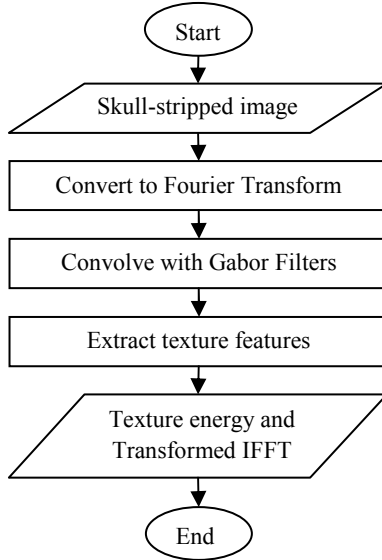 Start
Skull-stripped image
Convert to Fourier Transform
Convolve with Gabor Filters
Extract texture features
Texture energy and
Transformed IFFT
End